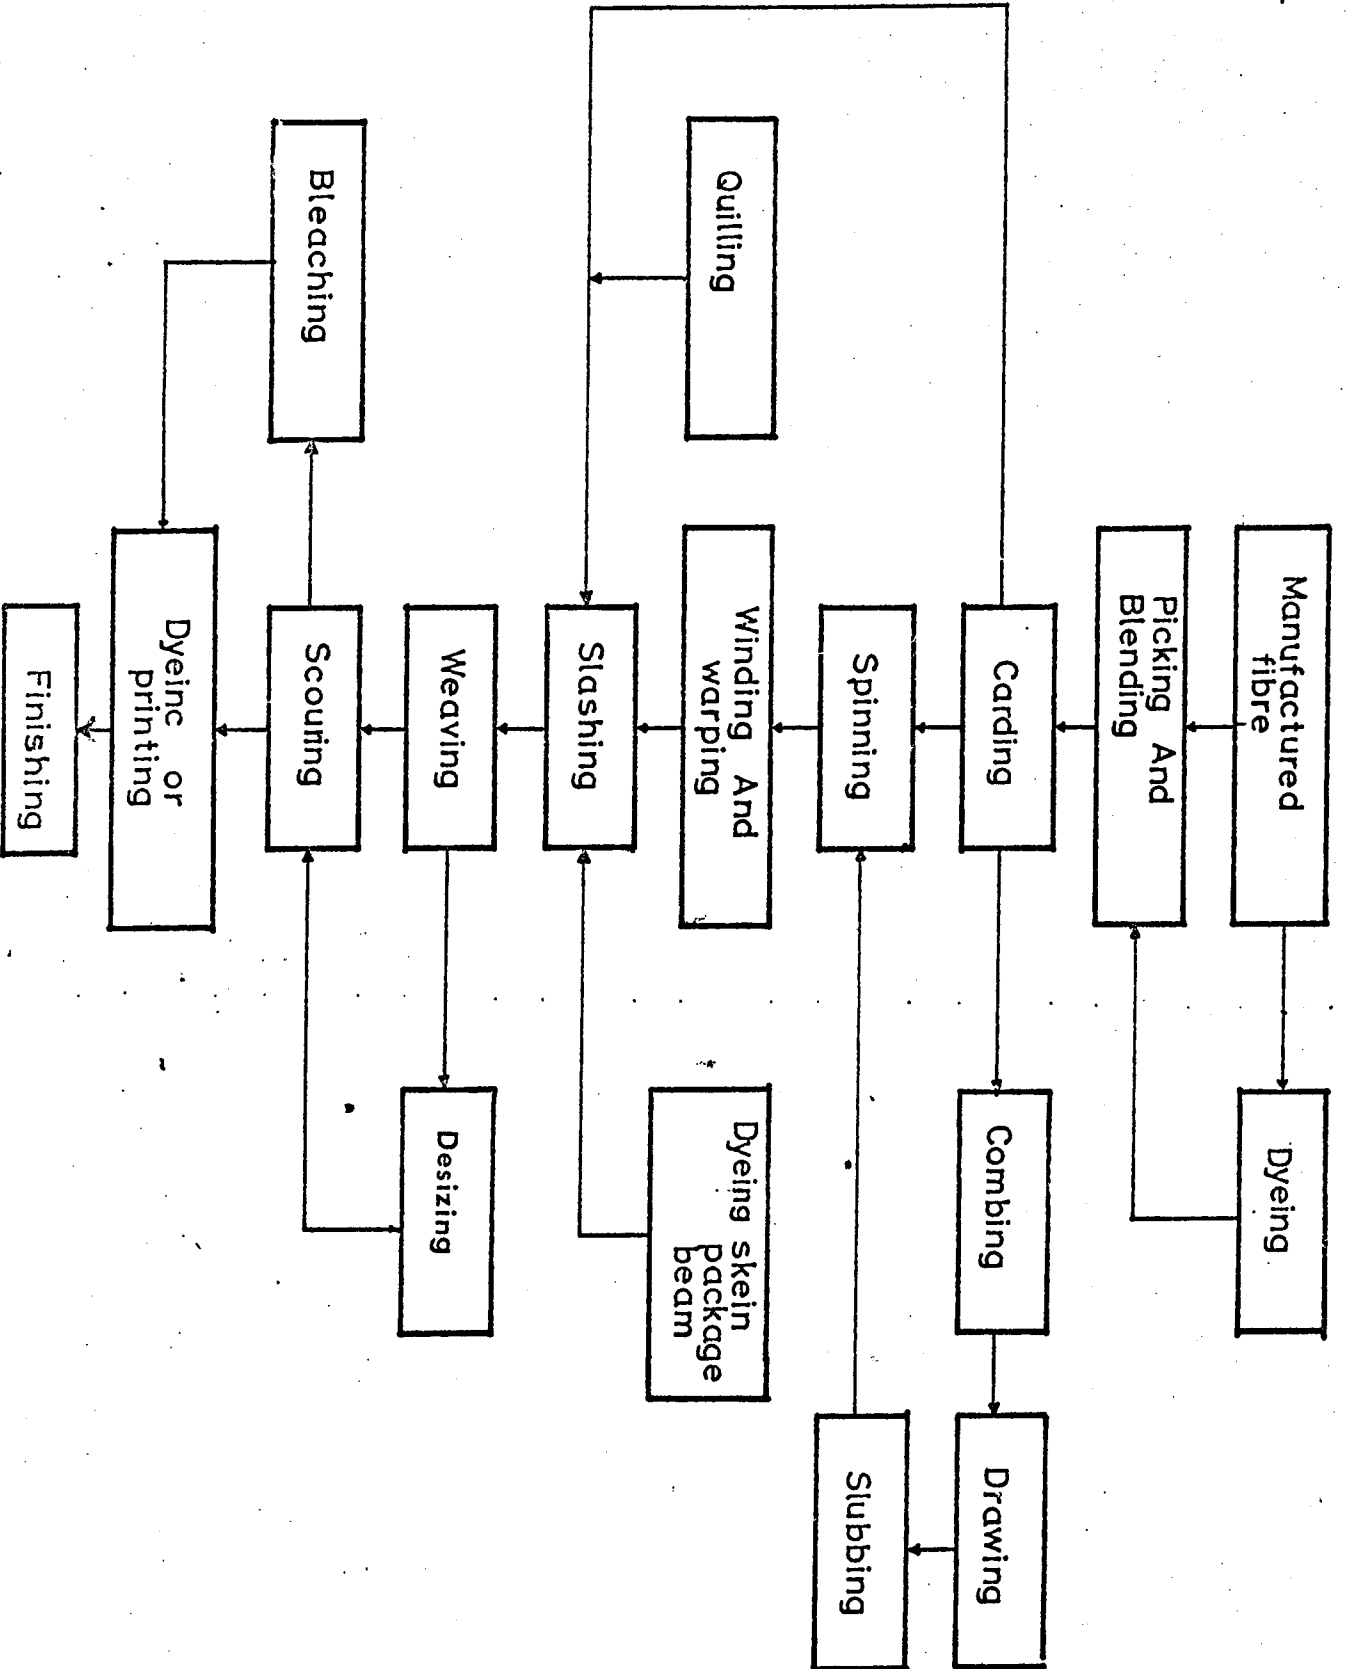 Manufactured
fibre
Dyeing
Picking And
Blending
Carding
Combing
Drawing
Spinning
Slubbing
Quilling
Winding And
warping
Dyeing skein
package
beam
Slashing
Weaving
Desizing
Bleaching
Scouring
Dyeinc or
printing
Finishing